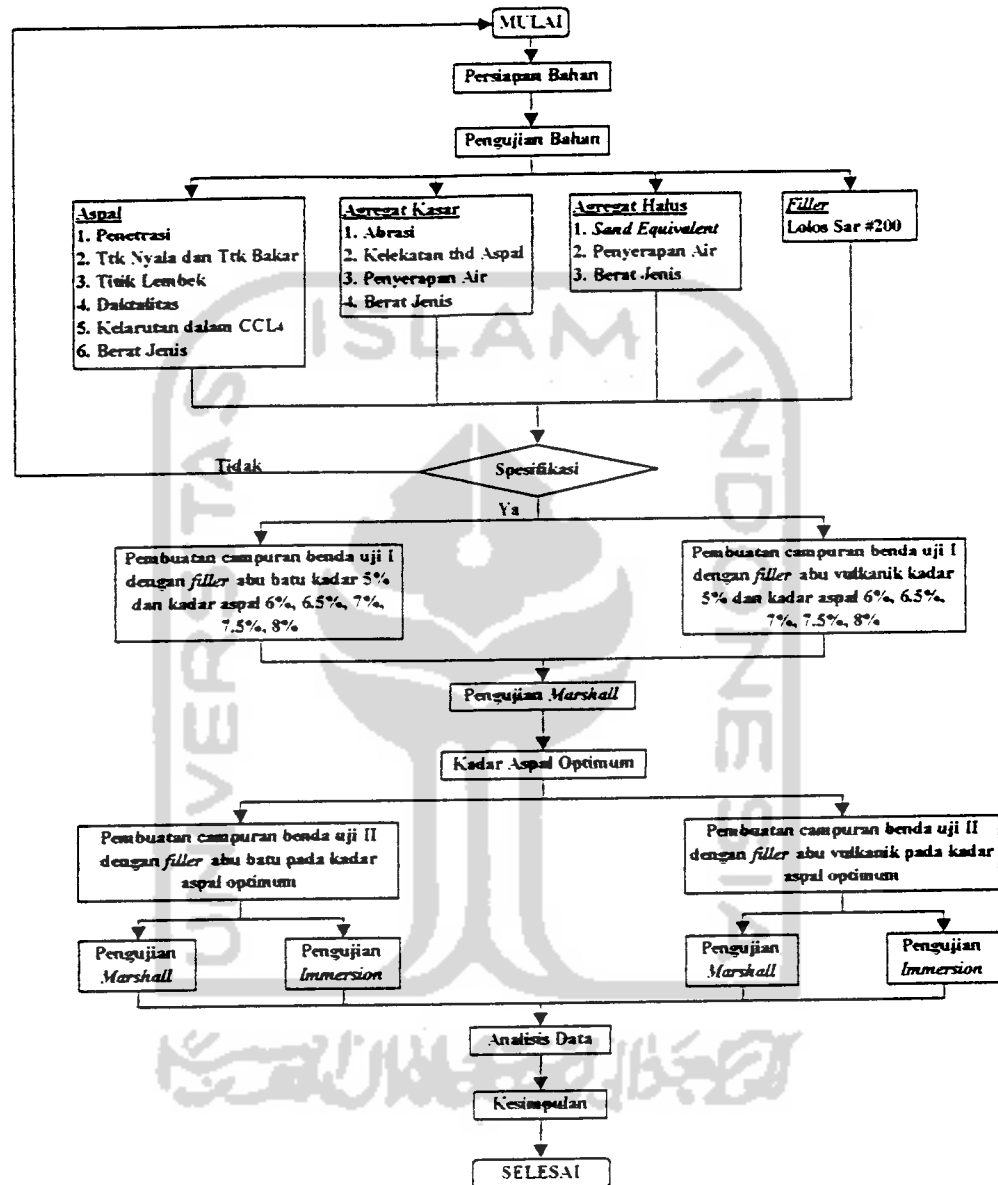 MULAI
Persiapan Bahan
Pengujian Bahan
Aspal
1. Penetrasi
2. Ttk Nyala dan Ttk Bakar
3. Titik Lembek
4. Daktalitas
5. Kelarutan dalam CCL4
6. Berat Jenis
Agregat Kasar
1. Abrasi
2. Kelekatan thd Aspal
3. Penyerapan Air
4. Berat Jenis
Agregat Halus
1. Sand Equivalent
2. Penyerapan Air
3. Berat Jenis
Filler
Lolos Sar #200
Spesifikasi
Tidak
Ya
Pembuatan campuran benda uji I
dengan filler abu batu kadar 5%
dan kadar aspal 6%, 6.5%, 7%,
7.5%, 8%
Pembuatan campuran benda uji I
dengan filler abu vulkanik kadar
5% dan kadar aspal 6%, 6.5%,
7%, 7.5%, 8%
Pengujian Marshall
Kadar Aspal Optimum
Pembuatan campuran benda uji II
dengan filler abu batu pada kadar
aspal optimum
Pembuatan campuran benda uji II
dengan filler abu vulkanik pada kadar
aspal optimum
Pengujian
Marshall
Pengujian
Immersion
Pengujian
Marshall
Pengujian
Immersion
Analisis Data
Kesimpulan
SELESAI
UNIVERSITAS
ISLAM
INDONESIA